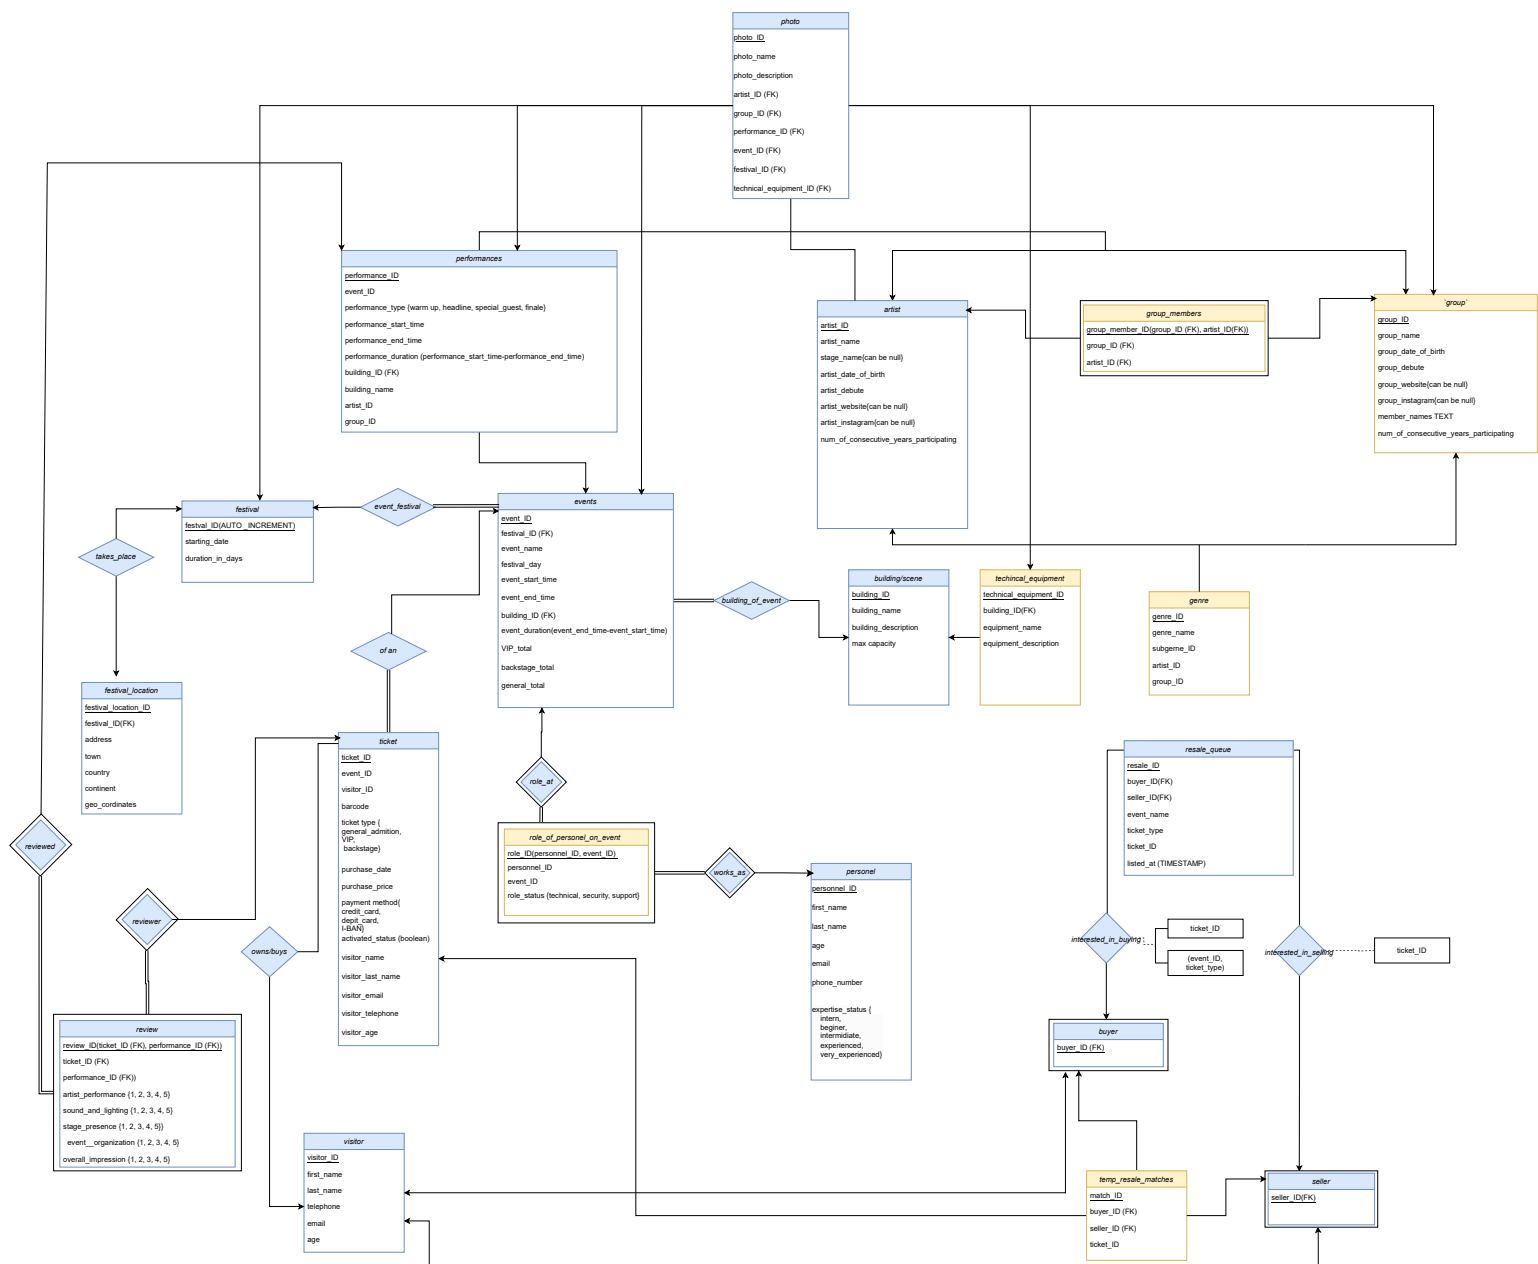 photo
photo_ID
photo_name
photo_description
artist_ID (FK)
group_ID (FK)
performance_ID (FK)
event_ID (FK)
festival_ID (FK)
technical_equipment_ID (FK)
performances
performance_ID
event_ID
performance_type {warm up, headline, special_guest, finale}
performance_start_time
performance_end_time
performance_duration (performance_start_time-performance_end_time)
building_ID (FK)
building_name
artist_ID
group_ID
artist
artist_ID
artist_name
stage_name{can be null}
artist_date_of_birth
artist_debute
artist_website{can be null}
artist_instagram{can be null}
num_of_consecutive_years_participating
group_members
group_member_ID(group_ID (FK), artist_ID(FK))
group_ID (FK)
artist_ID (FK)
`group`
group_ID
group_name
group_date_of_birth
group_debute
group_website{can be null}
group_instagram{can be null}
member_names TEXT
num_of_consecutive_years_participating
festival
festval_ID(AUTO_INCREMENT)
starting_date
duration_in_days
event_festival
takes_place
events
event_ID
festival_ID (FK)
event_name
festival_day
event_start_time
event_end_time
building_ID (FK)
event_duration(event_end_time-event_start_time)
VIP_total
backstage_total
general_total
building_of_event
building/scene
building_ID
building_name
building_description
max capacity
techincal_equipment
technical_equipment_ID
building_ID(FK)
equipment_name
equipment_description
genre
genre_ID
genre_name
subgerne_ID
artist_ID
group_ID
of an
festival_location
festival_location_ID
festival_ID(FK)
address
town
country
continent
geo_cordinates
ticket
ticket_ID
event_ID
visitor_ID
barcode
ticket type {
general_admition,
VIP,
backstage}
purchase_date
purchase_price
payment method{
credit_card,
depit_card,
I-BAN}
activated_status (boolean)
visitor_name
visitor_last_name
visitor_email
visitor_telephone
visitor_age
role_at
role_of_personel_on_event
role_ID(personnel_ID, event_ID)
personnel_ID
event_ID
role_status {technical, security, support}
works_as
personel
personnel_ID
first_name
last_name
age
email
phone_number
expertise_status {
intern,
beginer,
intermidiate,
experienced,
very_experienced}
resale_queue
resale_ID
buyer_ID(FK)
seller_ID(FK)
event_name
ticket_type
ticket_ID
listed_at (TIMESTAMP)
interested_in_buying
ticket_ID
(event_ID,
ticket_type)
interested_in_selling
ticket_ID
reviewed
reviewer
owns/buys
review
review_ID(ticket_ID (FK), performance_ID (FK))
ticket_ID (FK)
performance_ID (FK))
artist_performance {1, 2, 3, 4, 5}
sound_and_lighting {1, 2, 3, 4, 5}
stage_presence {1, 2, 3, 4, 5}}
event__organization {1, 2, 3, 4, 5}
overall_impression {1, 2, 3, 4, 5}
buyer
buyer_ID (FK)
visitor
visitor_ID
first_name
last_name
telephone
email
age
temp_resale_matches
match_ID
buyer_ID (FK)
seller_ID (FK)
ticket_ID
seller
seller_ID(FK)